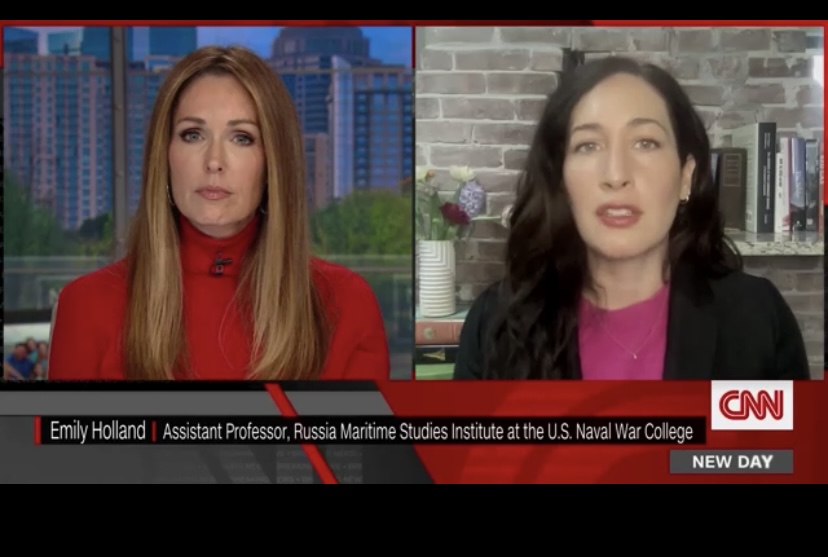 Emily Holland | Assistant Professor, Russia Maritime Studies Institute at the U.S. Naval War College
CNN
NEW DAY